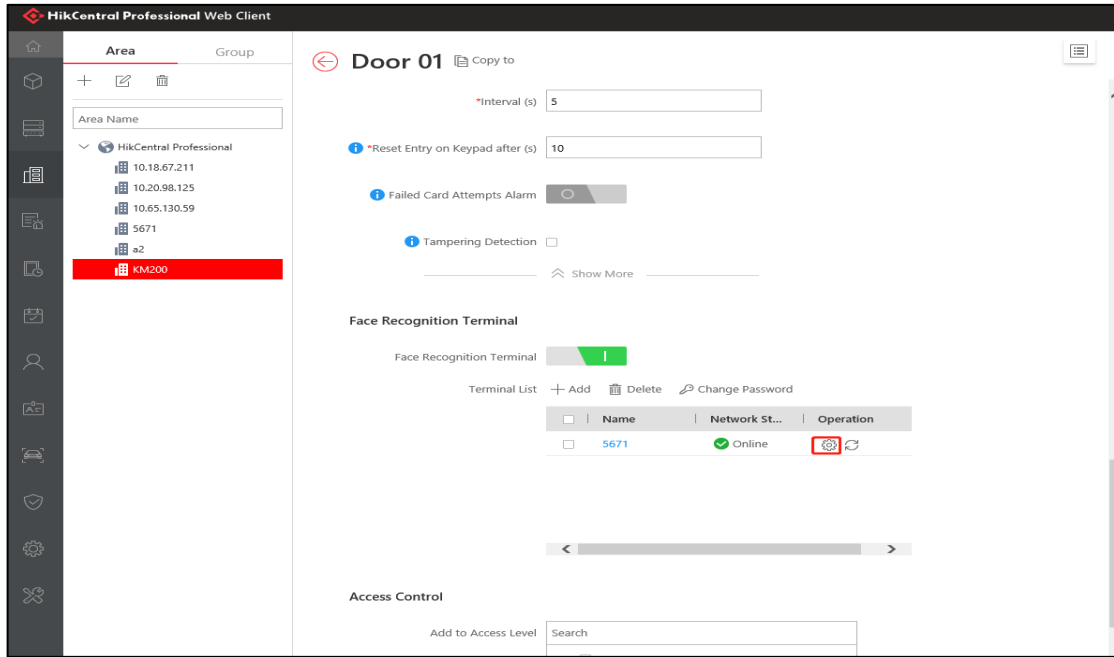 HikCentral Professional Web Client
Area Group
Area Name
HikCentral Professional
10.18.67.211
10.20.98.125
10.65.130.59
5671
a2
KM200
Door 01 Copy to
*Interval (s) 5
*Reset Entry on Keypad after (s) 10
Failed Card Attempts Alarm
Tampering Detection
Show More
Face Recognition Terminal
Face Recognition Terminal
Terminal List Add Delete Change Password
Name Network St... Operation
5671 Online
Access Control
Add to Access Level Search